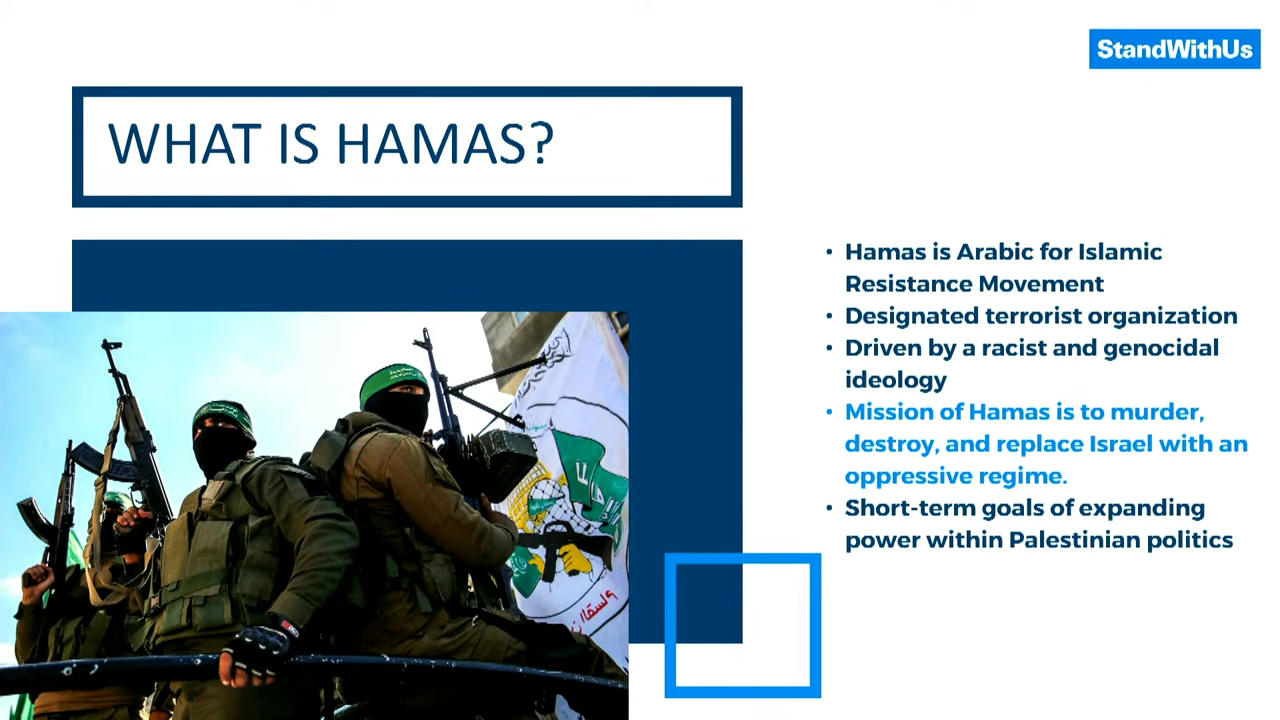 StandWithUs
WHAT IS HAMAS?
• Hamas is Arabic for Islamic
Resistance Movement
• Designated terrorist organization
• Driven by a racist and genocidal
ideology
• Mission of Hamas is to murder,
destroy, and replace Israel with an
oppressive regime.
• Short-term goals of expanding
power within Palestinian politics